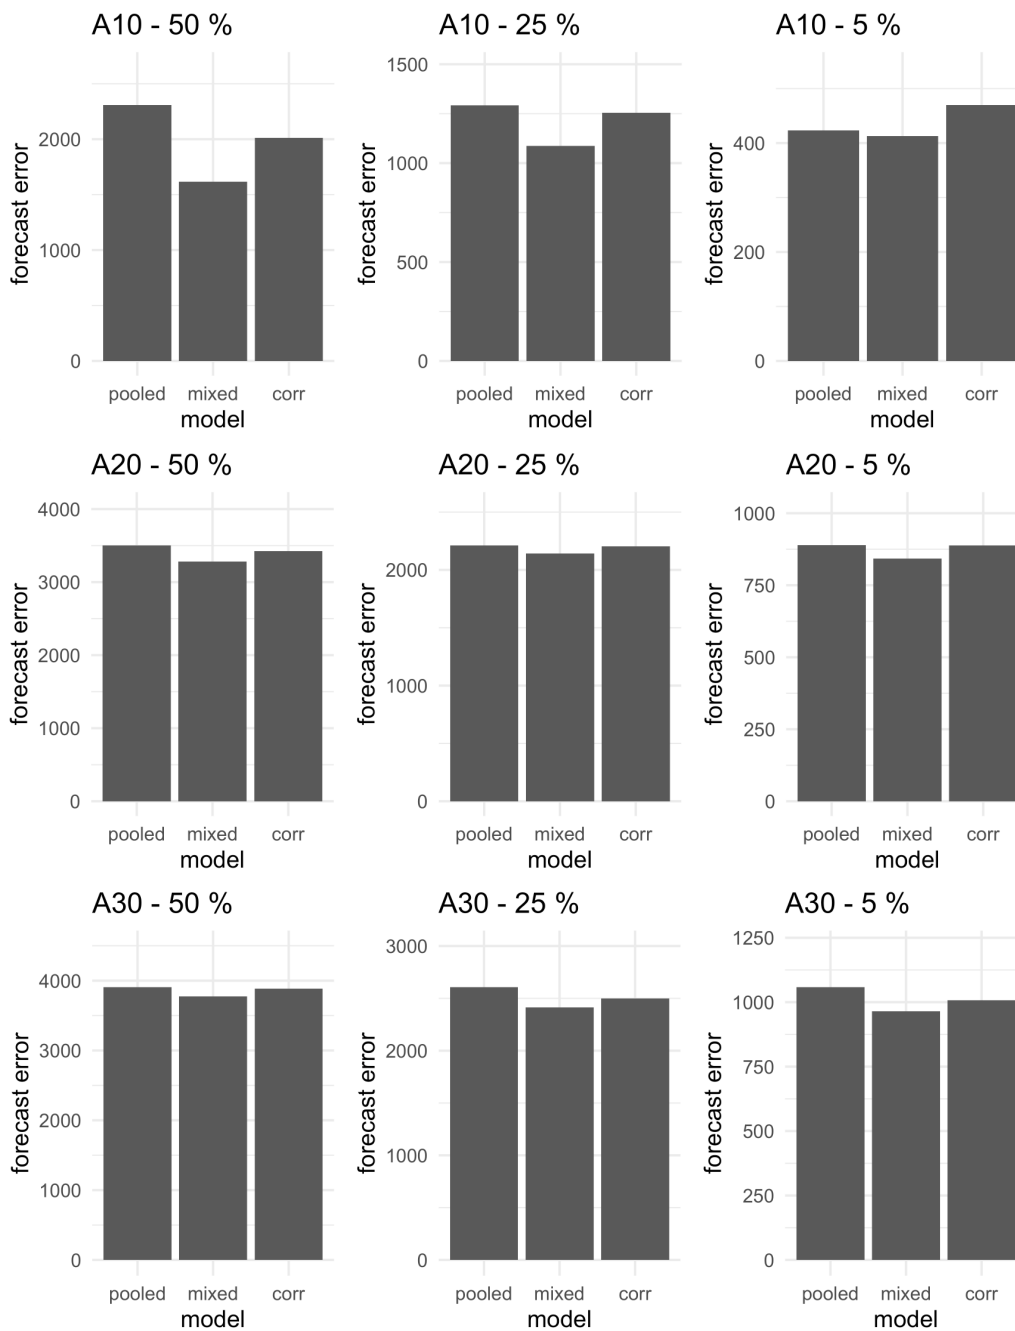 A10 - 50 %
forecast error
2000
1000
0
pooled mixed corr
model
A10 - 25 %
forecast error
1500
1000
500
0
pooled mixed corr
model
A10 - 5 %
forecast error
400
200
0
pooled mixed corr
model
A20 - 50 %
forecast error
4000
3000
2000
1000
0
pooled mixed corr
model
A20 - 25 %
forecast error
2000
1000
0
pooled mixed corr
model
A20 - 5 %
forecast error
1000
750
500
250
0
pooled mixed corr
model
A30 - 50 %
forecast error
4000
3000
2000
1000
0
pooled mixed corr
model
A30 - 25 %
forecast error
3000
2000
1000
0
pooled mixed corr
model
A30 - 5 %
forecast error
1250
1000
750
500
250
0
pooled mixed corr
model